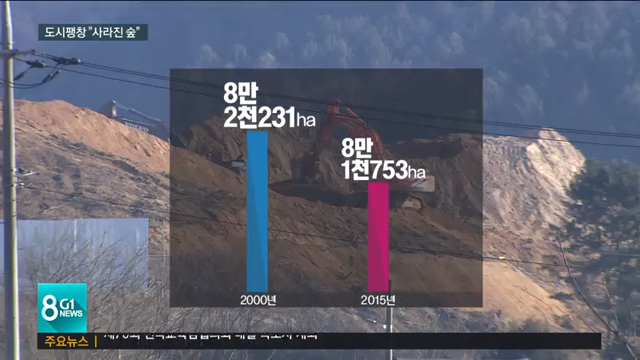 도시팽창 "사라진 숲"
8만
2천231ha
8만
1천753ha
2000년
2015년
8 G1
NEWS
주요뉴스